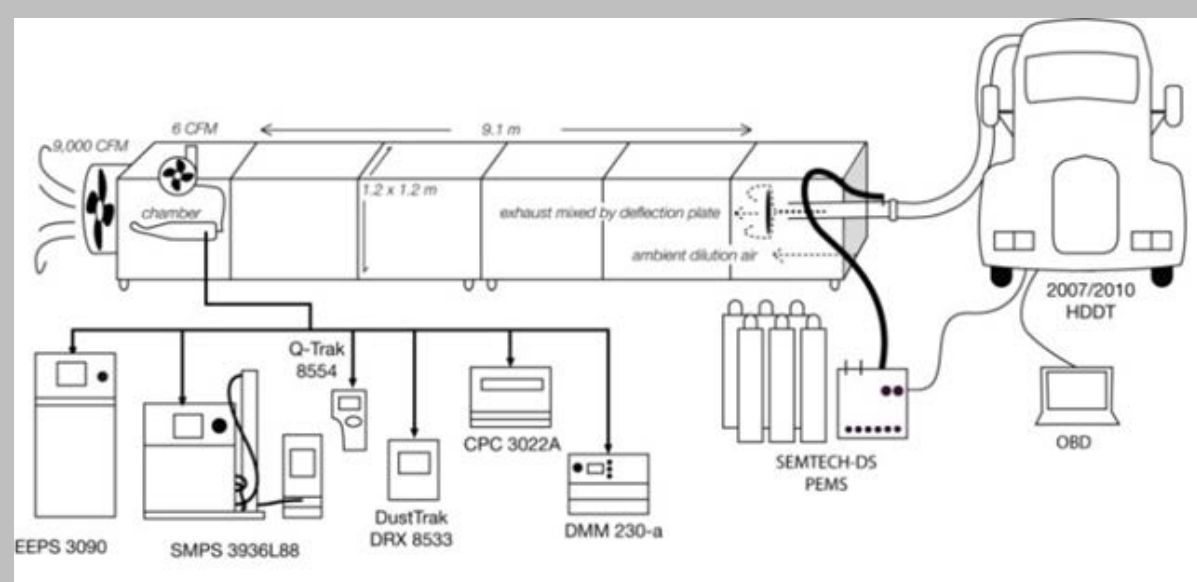 6 CFM
9.1 m
9,000 CFM
1.2 x 1.2 m
chamber
exhaust mixed by deflection plate
ambient dilution air
2007/2010
HDDT
Q-Trak
8554
CPC 3022A
OBD
SEMTECH-DS
PEMS
DustTrak
DRX 8533
DMM 230-a
EEPS 3090
SMPS 3936L88